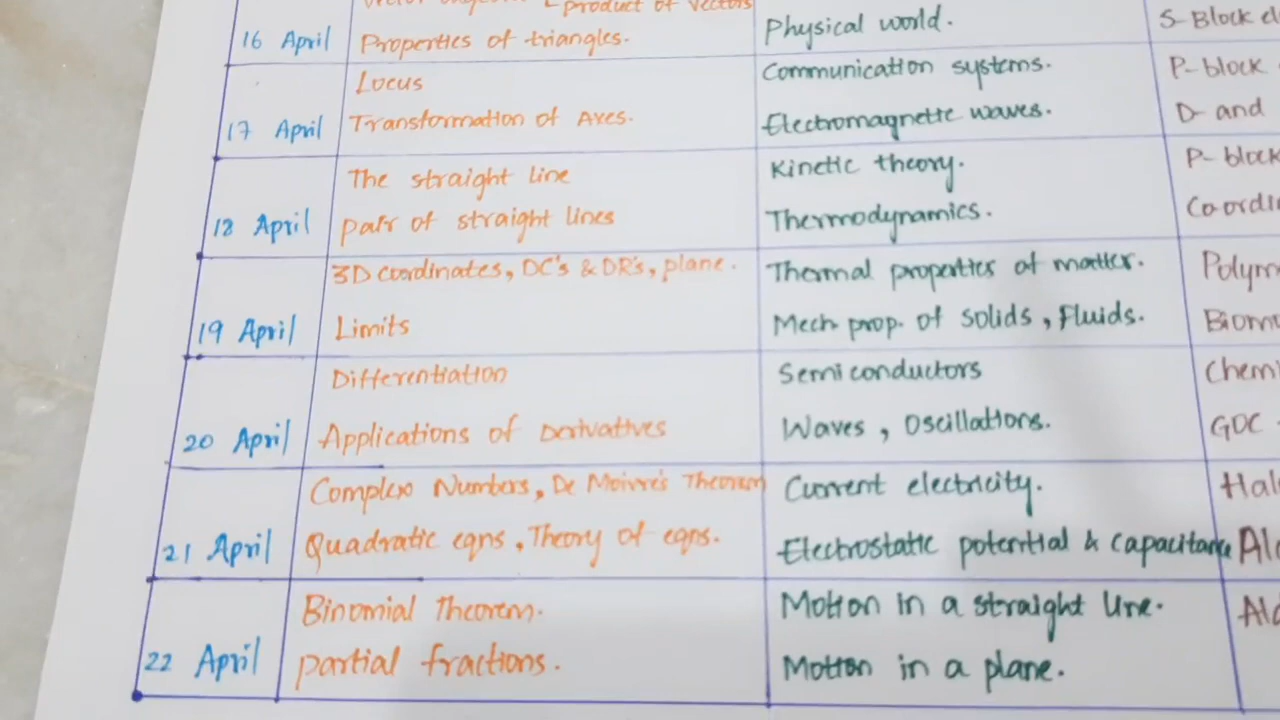 product of vectors
16 April Properties of triangles. Physical world. S-Block
Locus Communication systems. P-block
17 April Transformation of Axes. Electromagnetic waves. D- and
The straight line Kinetic theory. P-block
18 April pair of straight lines Thermodynamics.
3D coordinates, DC's & DR's, plane. Thermal properties of matter.
19 April Limits Mech prop. of solids, Fluids.
Differentiation Semiconductors
20 April Applications of Derivatives Waves, Oscillations. GOC
Complex Numbers, De Moivre's Theorem Current electricity.
21 April Quadratic eqns, Theory of eqns. Electrostatic potential & capacitance
Binomial Theorem. Motion in a straight line.
22 April partial fractions. Motion in a plane.